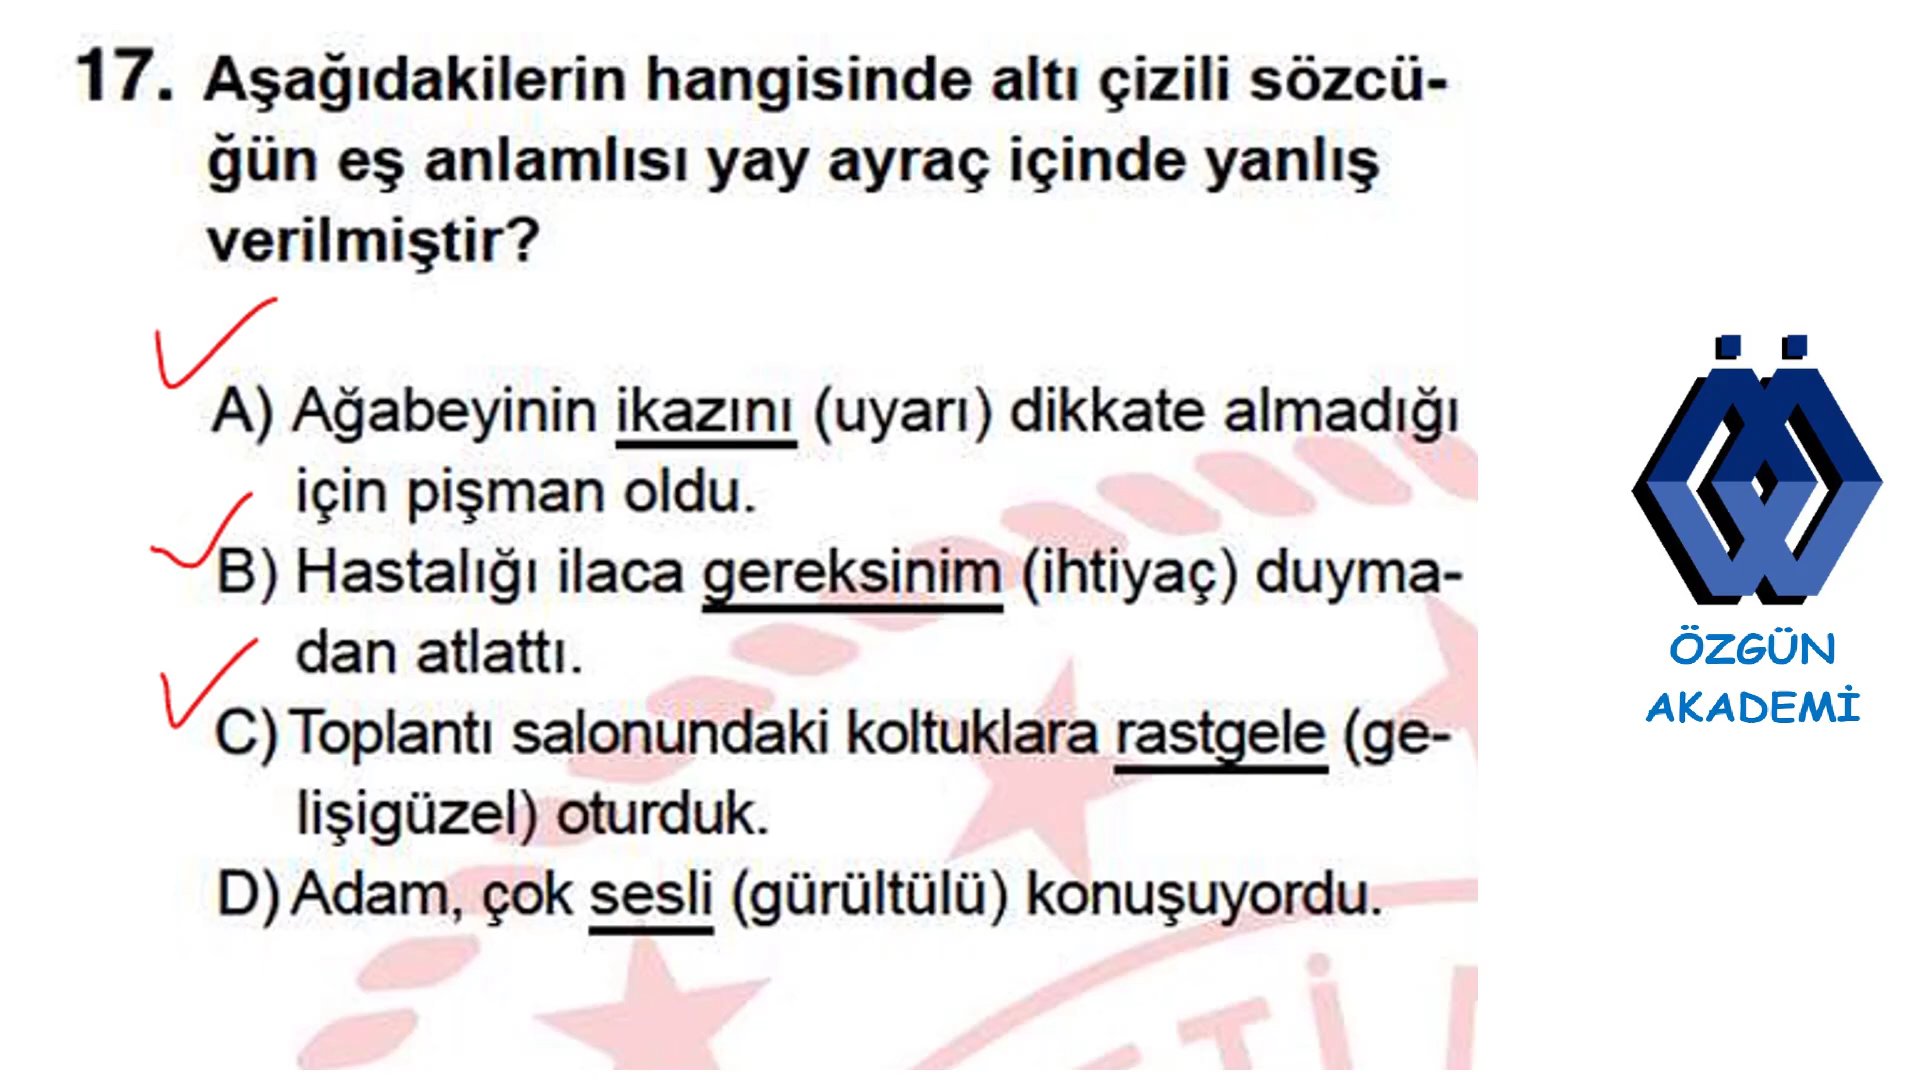 17. Aşağıdakilerin hangisinde altı çizili sözcü-
ğün eş anlamlısı yay ayraç içinde yanlış
verilmiştir?
A) Ağabeyinin ikazını (uyarı) dikkate almadığı
için pişman oldu.
B) Hastalığı ilaca gereksinim (ihtiyaç) duyma-
dan atlattı.
C) Toplantı salonundaki koltuklara rastgele (ge-
lişigüzel) oturduk.
D) Adam, çok sesli (gürültülü) konuşuyordu.
ÖZGÜN
AKADEMİ